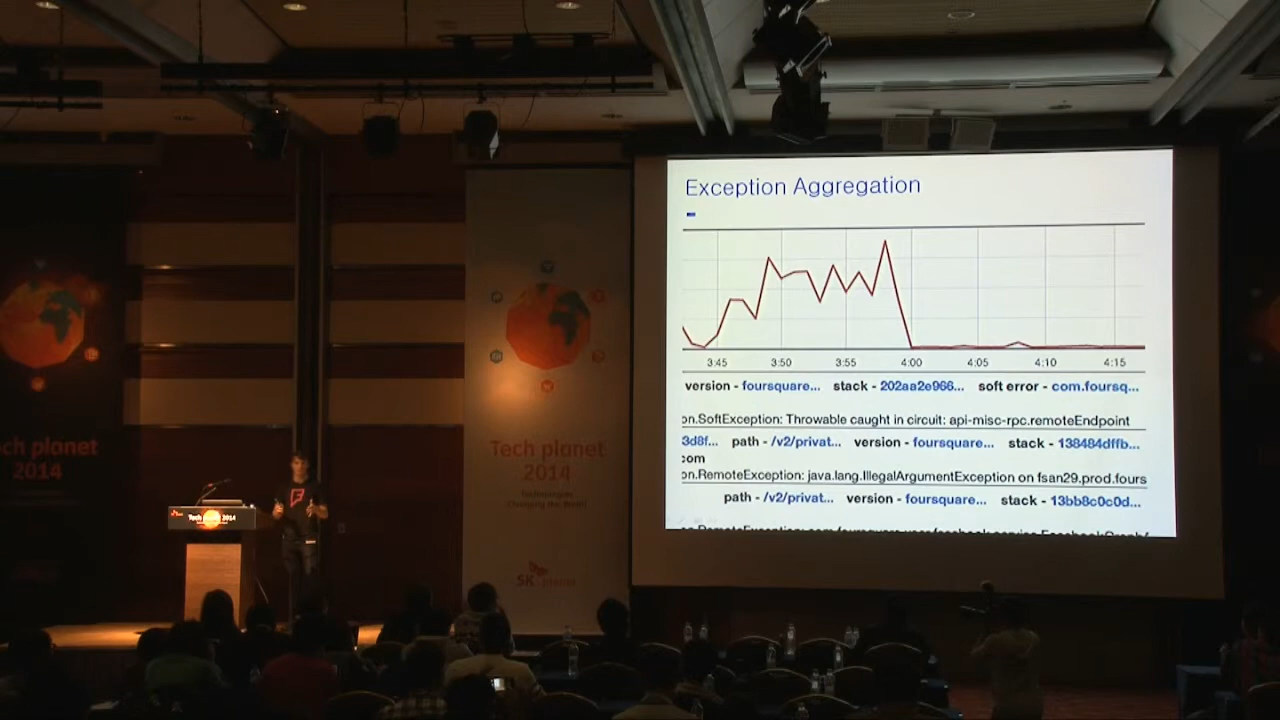 Exception Aggregation
3:45 3:50 3:55 4:00 4:05 4:10 4:15
version - foursquare... stack - 202aa2e966... soft error - com.foursq...
on.SoftException: Throwable caught in circuit: api-misc-rpc.remoteEndpoint
3d8f... path - /v2/privat... version - foursquare... stack - 138484dffb...
com
on.RemoteException: java.lang.IllegalArgumentException on fsan29.prod.fours
path - /v2/privat... version - foursquare... stack - 13bb8c0c0d...
ech planet
2014
Tech planet
2014
Technologies
Changing the World
SK planet
Tech planet 2014